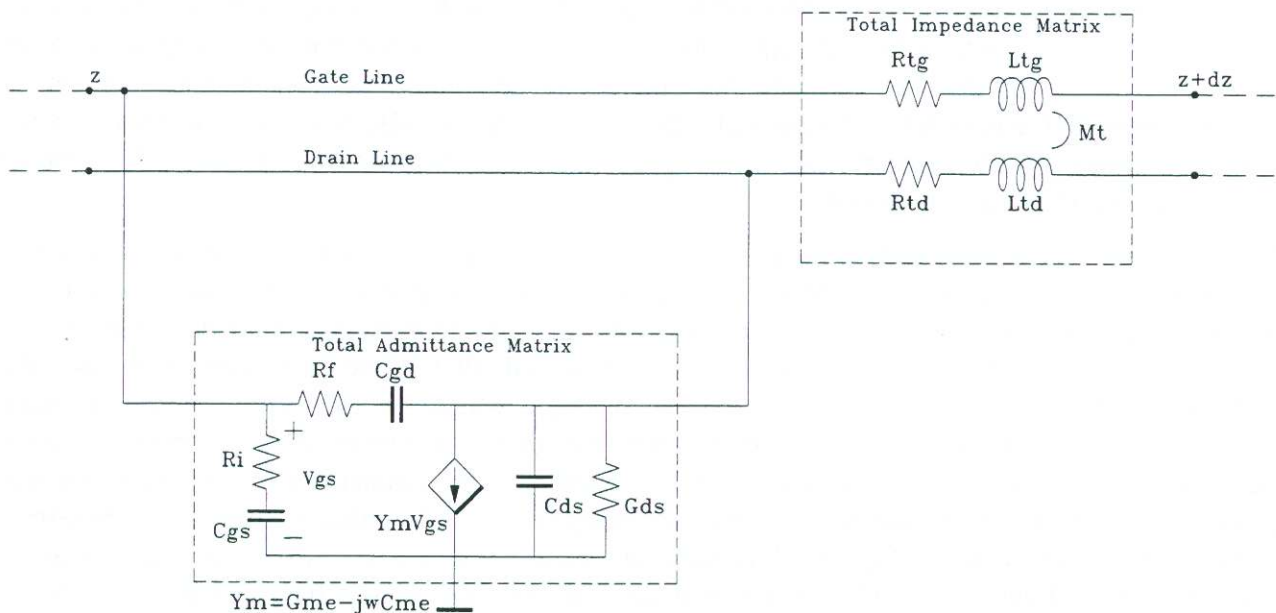 Total Impedance Matrix
Rtg Ltg
z Gate Line z+dz
Mt
Drain Line
Rtd Ltd
Total Admittance Matrix
Rf Cgd
+
Ri
Vgs
Cgs
−
YmVgs
Cds
Gds
Ym=Gme-jwCme